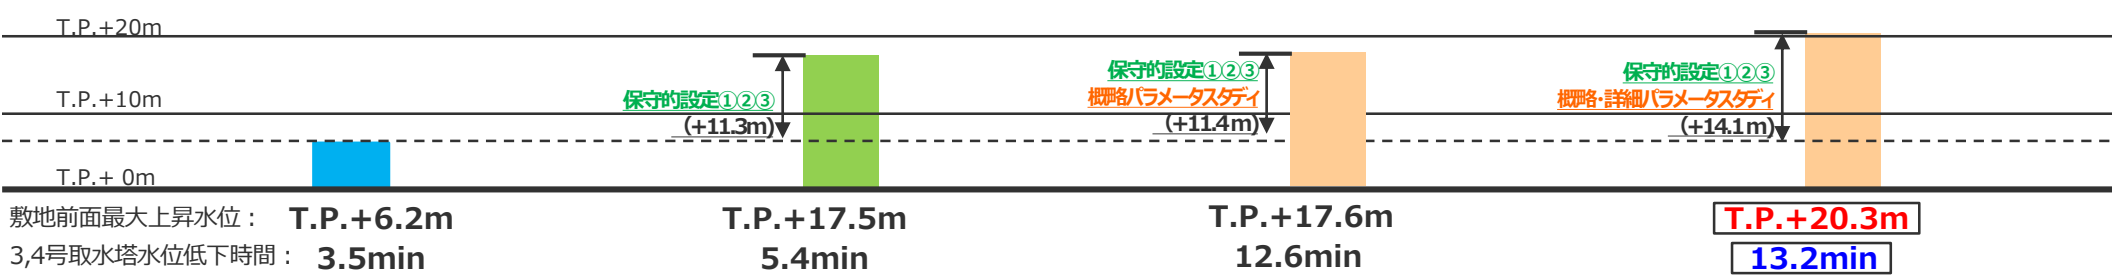 T.P.+20m
T.P.+10m
T.P.+ 0m
保守的設定①②③
(+11.3m)
保守的設定①②③
概略パラメータスタディ
(+11.4m)
保守的設定①②③
概略・詳細パラメータスタディ
(+14.1m)
敷地前面最大上昇水位： T.P.+6.2m T.P.+17.5m T.P.+17.6m T.P.+20.3m
3,4号取水塔水位低下時間： 3.5min 5.4min 12.6min 13.2min